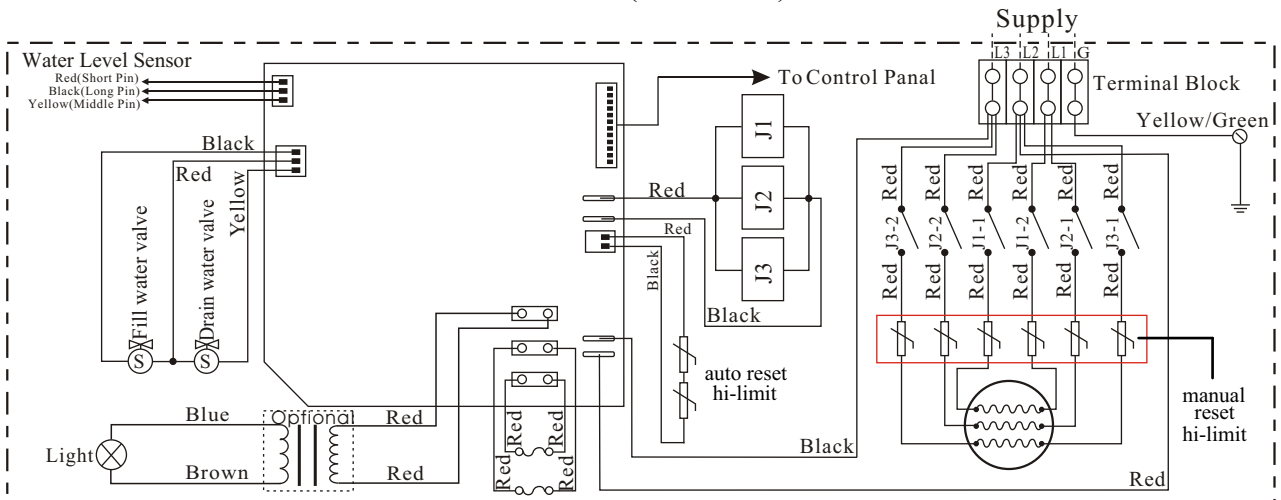 Supply
L3 L2 L1 G
Water Level Sensor
Red(Short Pin)
Black(Long Pin)
Yellow(Middle Pin)
To Control Panal
Terminal Block
Yellow/Green
Black
Red
Yellow
Fill water valve
Drain water valve
S
S
J1
J2
J3
Red
Red
Black
Black
Red
Red
Red
Red
Red
Red
J3-2
J2-2
J1-1
J1-2
J2-1
J3-1
Red
Red
Red
Red
Red
Red
auto reset
hi-limit
manual
reset
hi-limit
Optional
Blue
Red
Light
Brown
Red
Red
Red
Red
Red
Black
Red